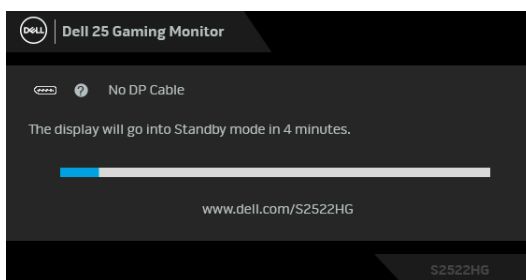 DELL
Dell 25 Gaming Monitor
No DP Cable
The display will go into Standby mode in 4 minutes.
www.dell.com/S2522HG
S2522HG